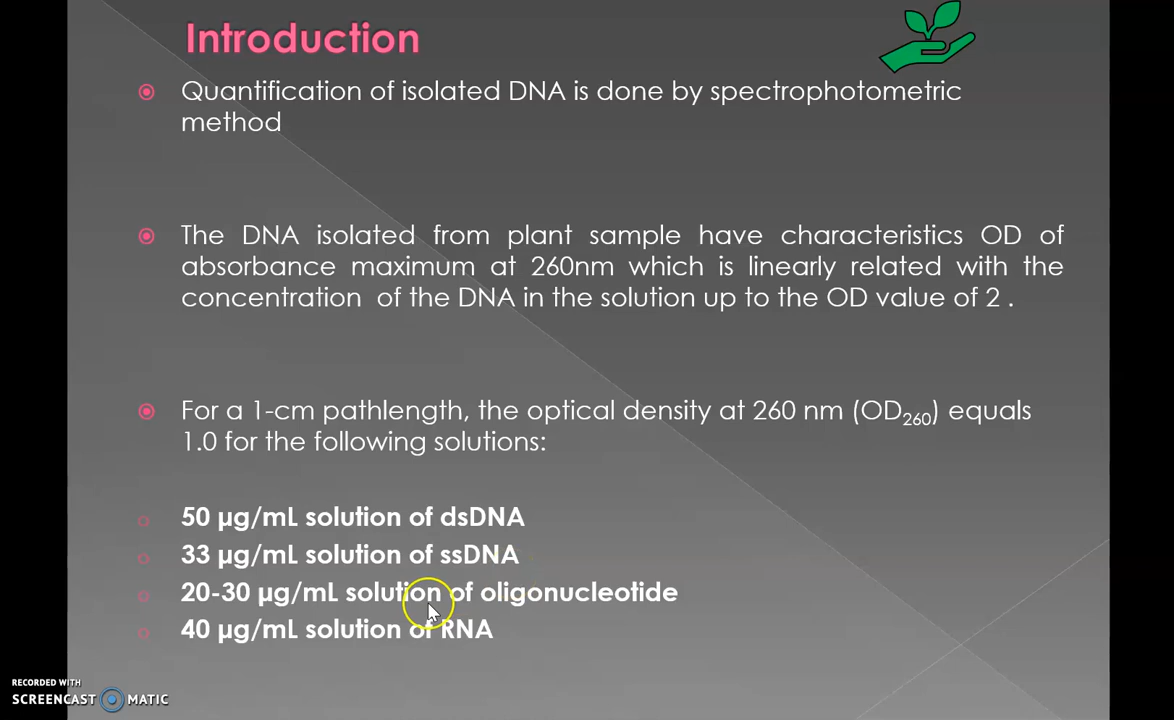 Introduction
Quantification of isolated DNA is done by spectrophotometric
method
The DNA isolated from plant sample have characteristics OD of
absorbance maximum at 260nm which is linearly related with the
concentration of the DNA in the solution up to the OD value of 2 .
For a 1-cm pathlength, the optical density at 260 nm (OD260) equals
1.0 for the following solutions:
50 µg/mL solution of dsDNA
33 µg/mL solution of ssDNA
20-30 µg/mL solution of oligonucleotide
40 µg/mL solution of RNA
RECORDED WITH
SCREENCAST MATIC